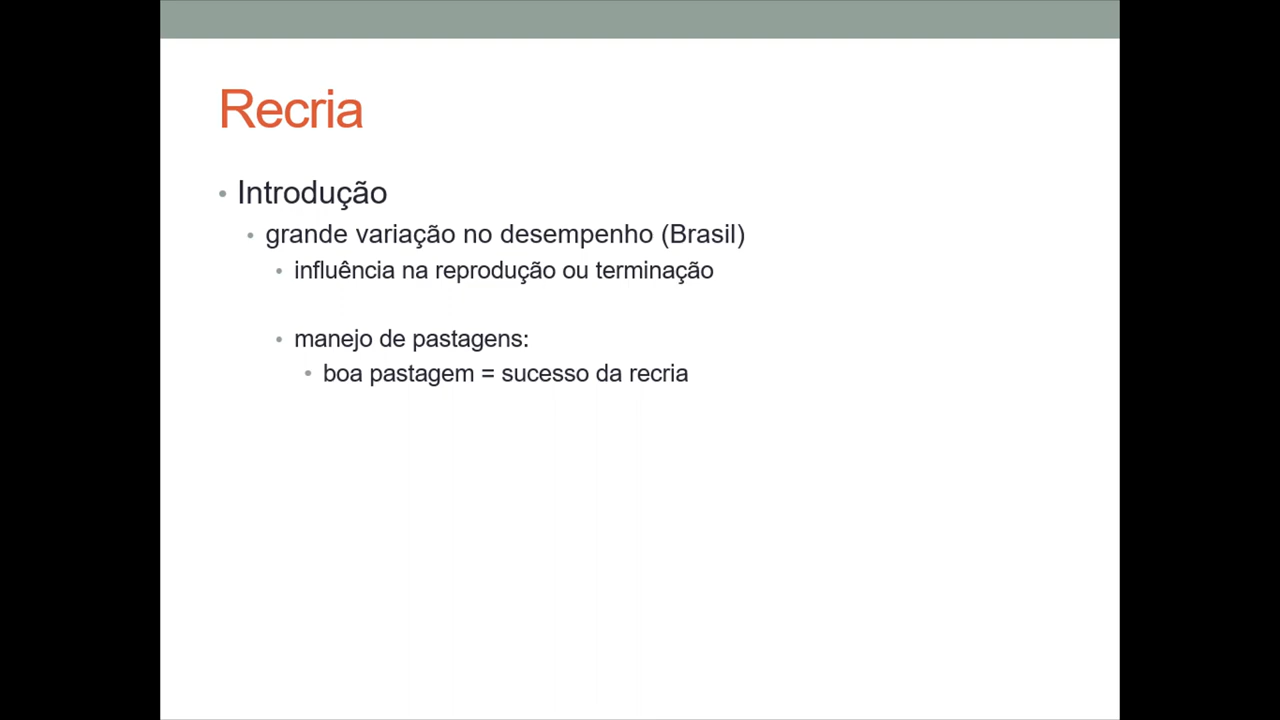 Recria
• Introdução
• grande variação no desempenho (Brasil)
• influência na reprodução ou terminação
• manejo de pastagens:
• boa pastagem = sucesso da recria